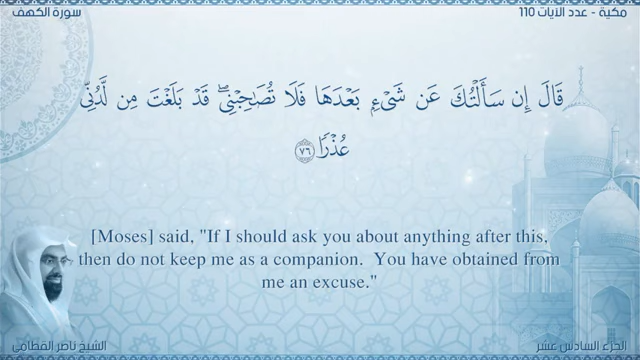 مكية - عدد الآيات 110
سورة الكهف
قَالَ إِن سَأَلْتُكَ عَن شَيْءٍۭ بَعْدَهَا فَلَا تُصَٰحِبْنِي ۖ قَدْ بَلَغْتَ مِن لَّدُنِّي
عُذْرًا ٧٦
[Moses] said, "If I should ask you about anything after this,
then do not keep me as a companion. You have obtained from
me an excuse."
الجزء السادس عشر
الشيخ ناصر القطامي